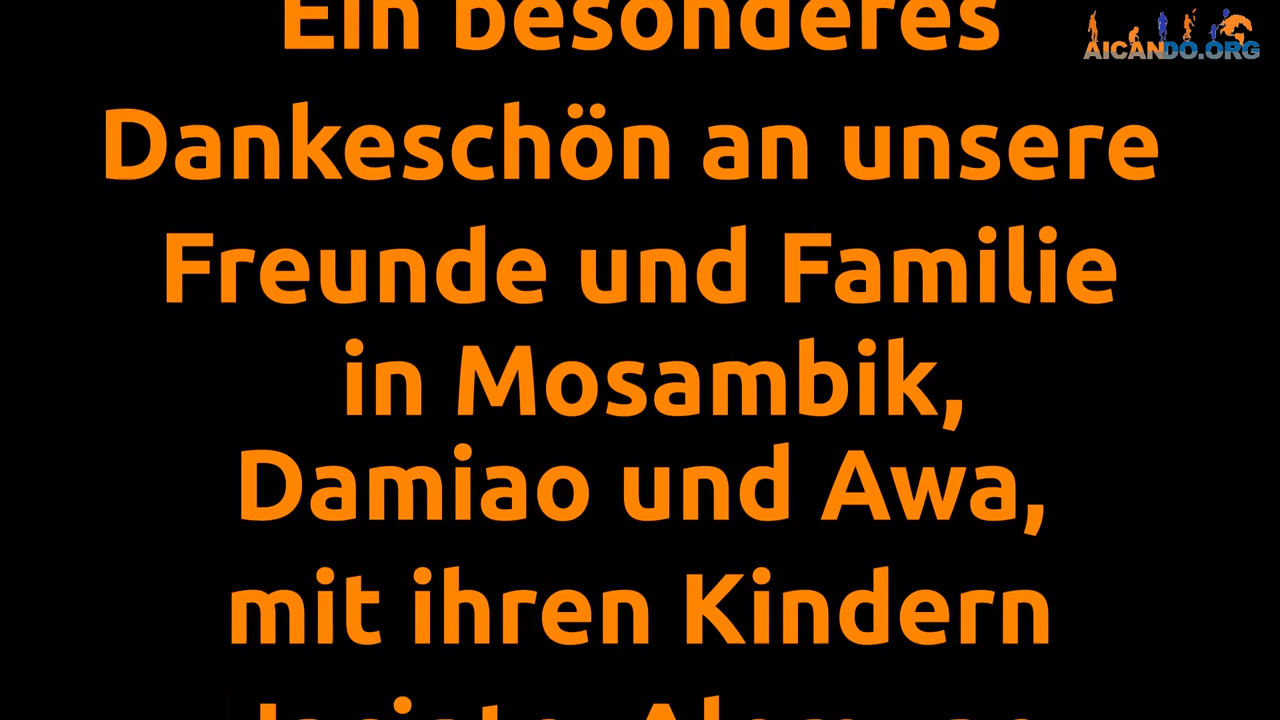 AICANDO.ORG
Ein besonderes
Dankeschön an unsere
Freunde und Familie
in Mosambik,
Damiao und Awa,
mit ihren Kindern